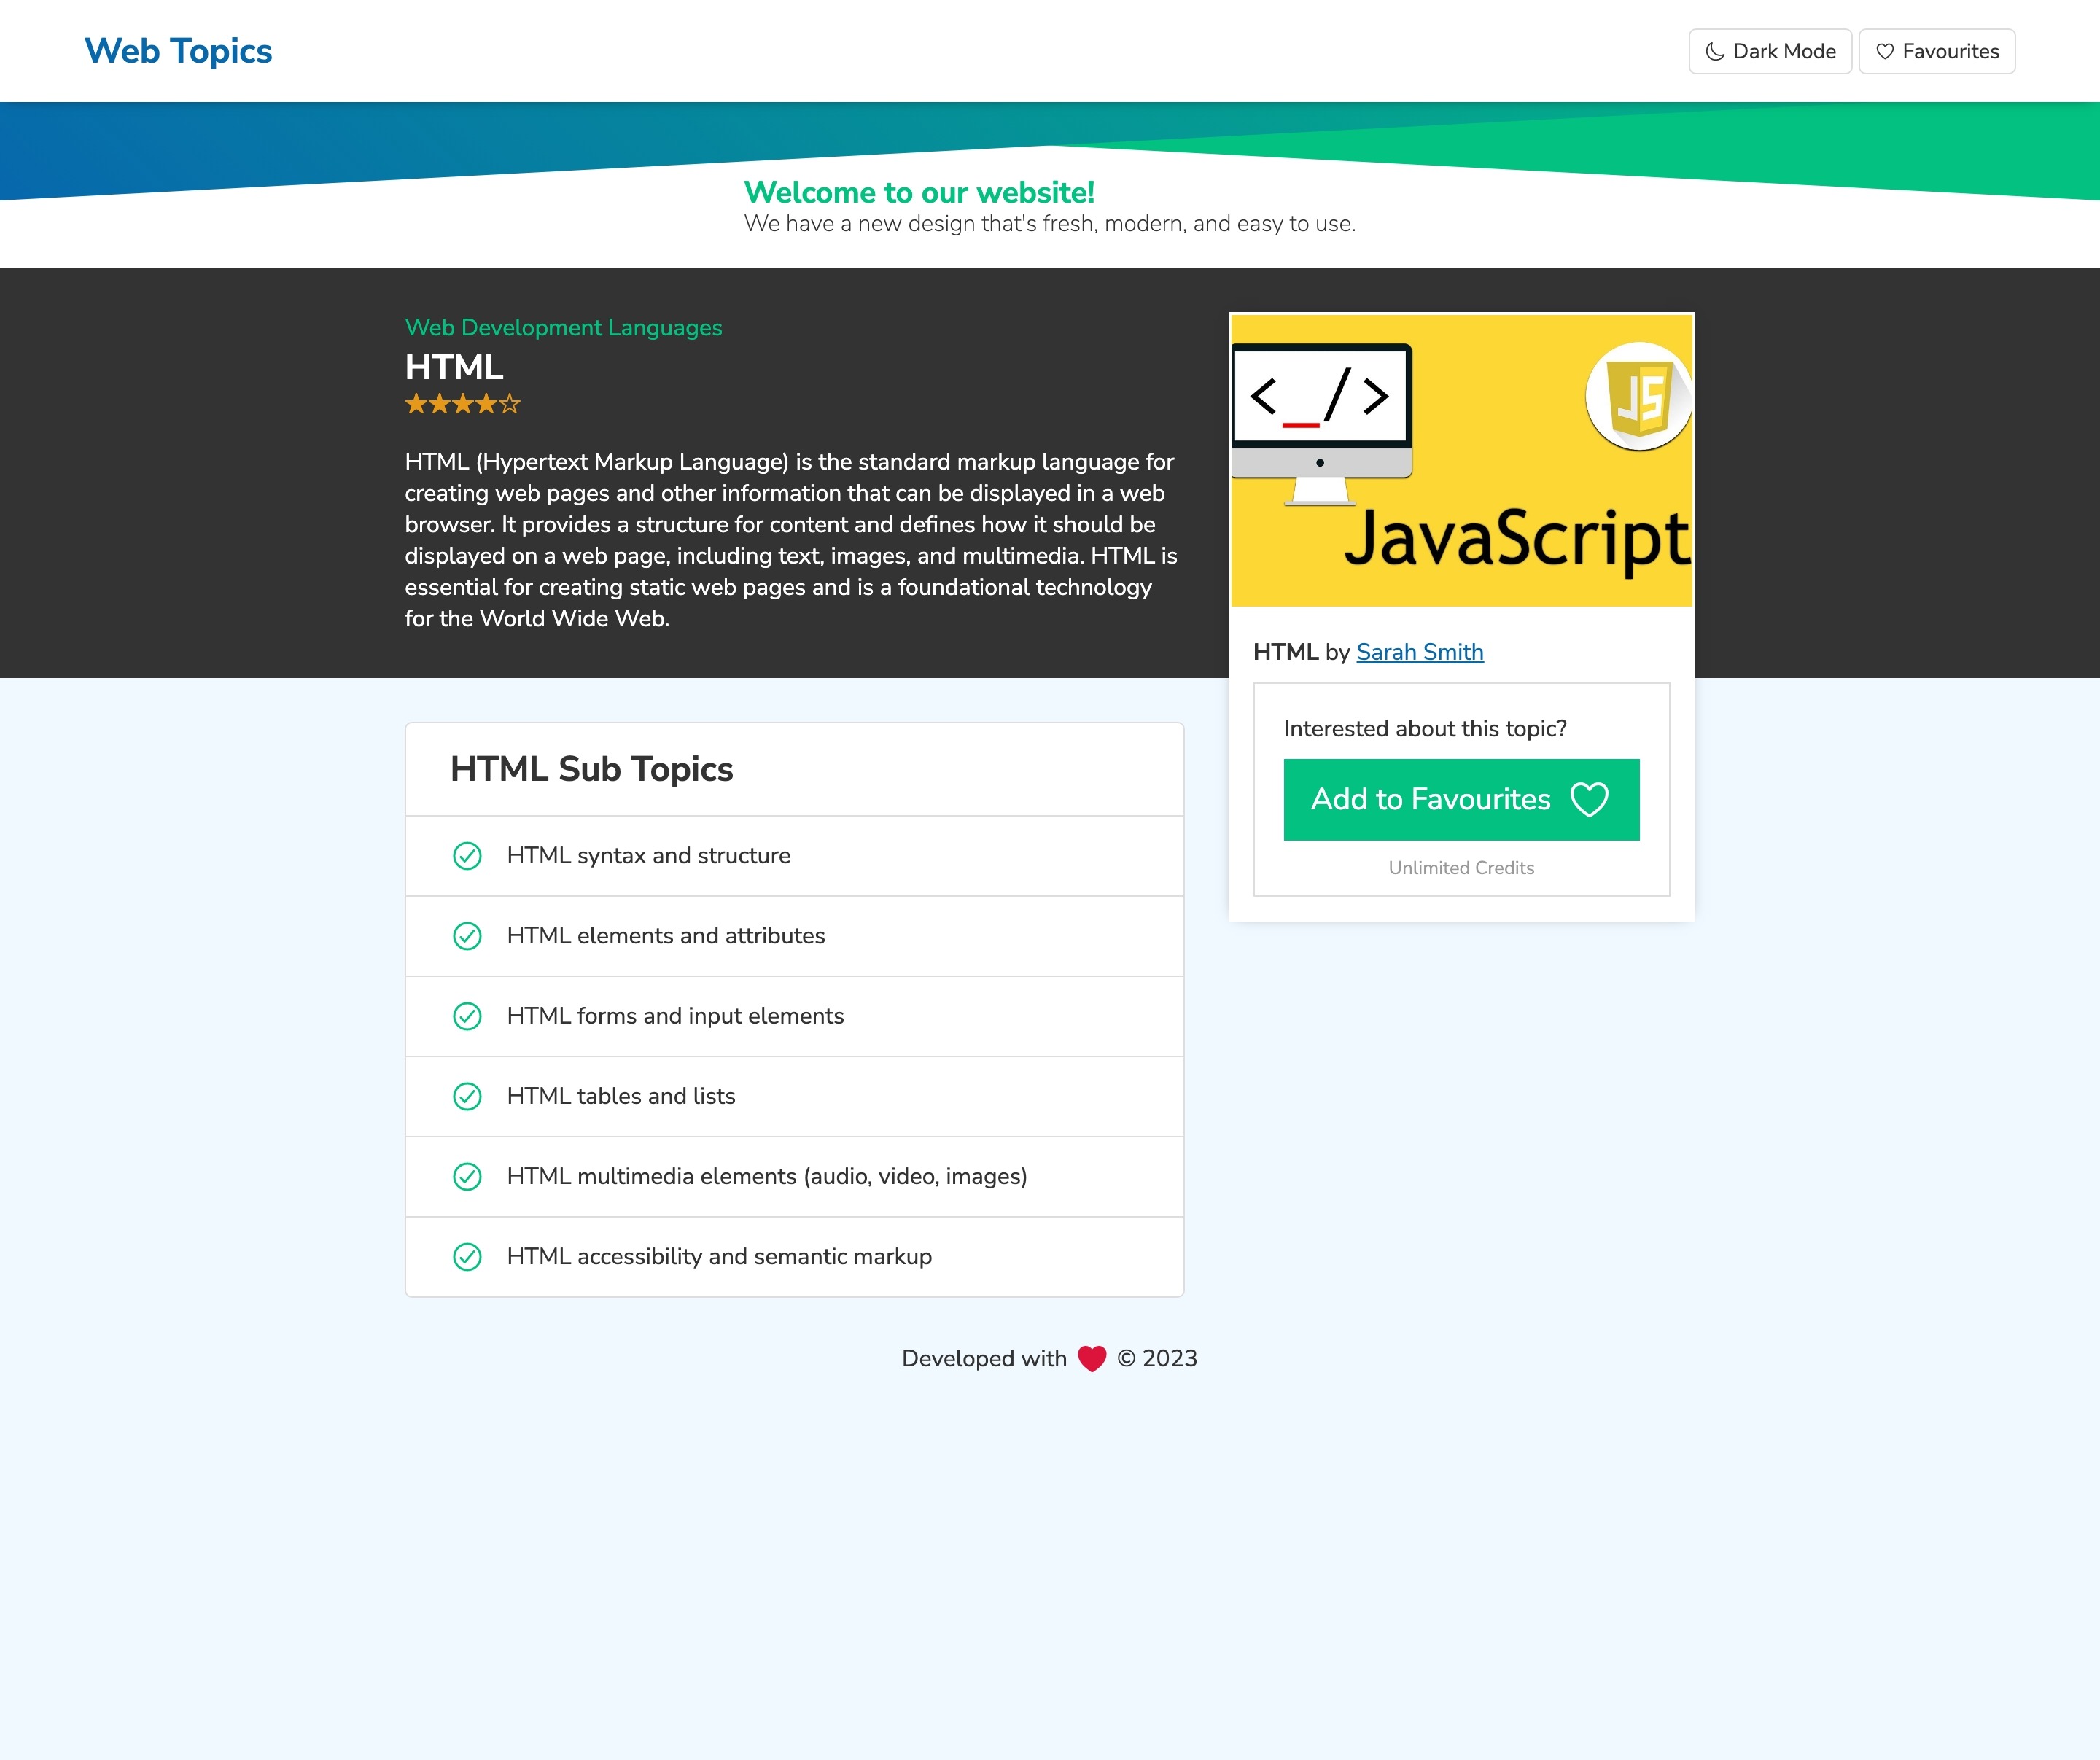 Web Topics
Dark Mode
Favourites
Welcome to our website!
We have a new design that's fresh, modern, and easy to use.
Web Development Languages
HTML
HTML (Hypertext Markup Language) is the standard markup language for
creating web pages and other information that can be displayed in a web
browser. It provides a structure for content and defines how it should be
displayed on a web page, including text, images, and multimedia. HTML is
essential for creating static web pages and is a foundational technology
for the World Wide Web.
<_/>
JS
JavaScript
HTML by Sarah Smith
Interested about this topic?
Add to Favourites
Unlimited Credits
HTML Sub Topics
HTML syntax and structure
HTML elements and attributes
HTML forms and input elements
HTML tables and lists
HTML multimedia elements (audio, video, images)
HTML accessibility and semantic markup
Developed with ❤ © 2023